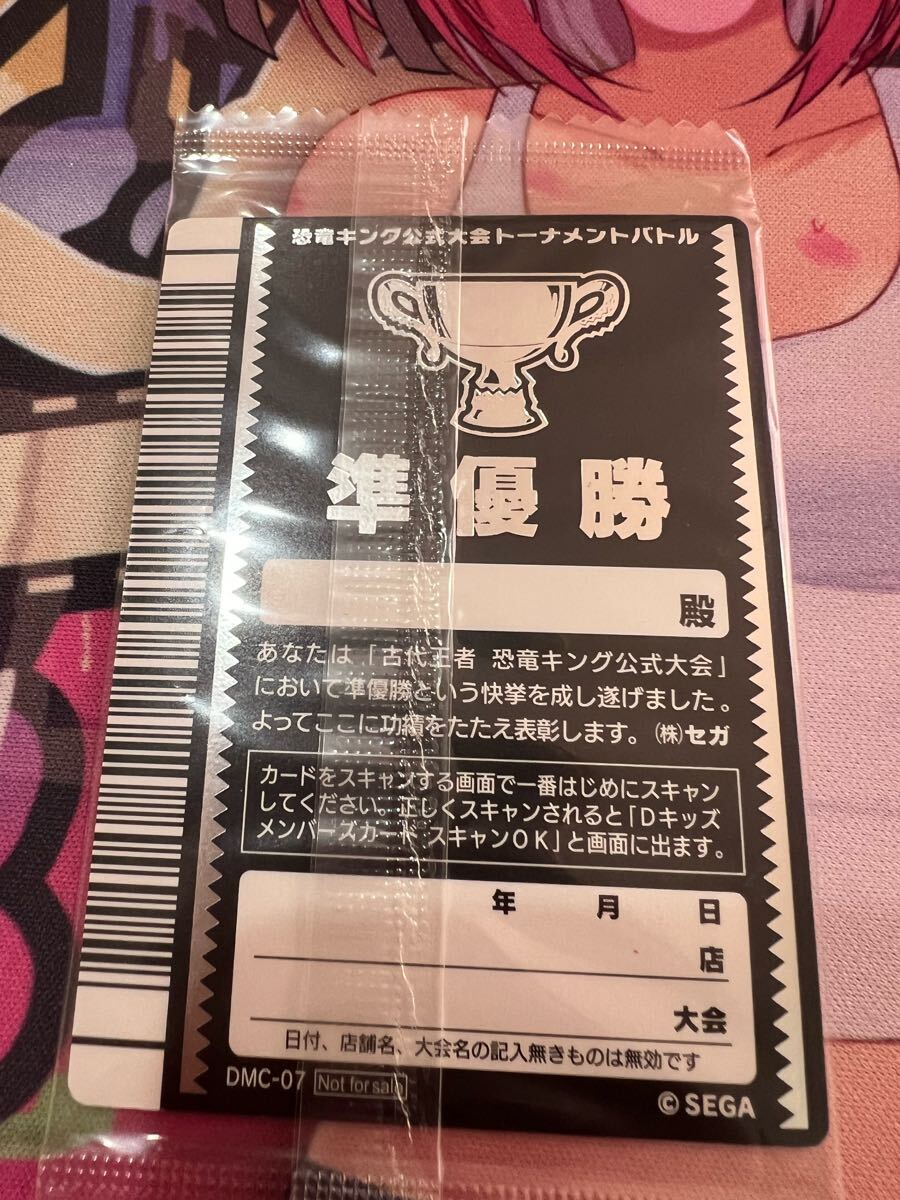 恐竜キング公式大会トーナメントバトル
準優勝
殿
あなたは「古代王者 恐竜キング公式大会」
において準優勝という快挙を成し遂げました。
よってここに功績をたたえ表彰します。(株)セガ
カードをスキャンする画面で一番はじめにスキャン
してください。正しくスキャンされると「Dキッズ
メンバーズカード スキャンOK」と画面に出ます。
年 月 日
店
大会
日付、店舗名、大会名の記入無きものは無効です
DMC-07 Not for sale
©SEGA